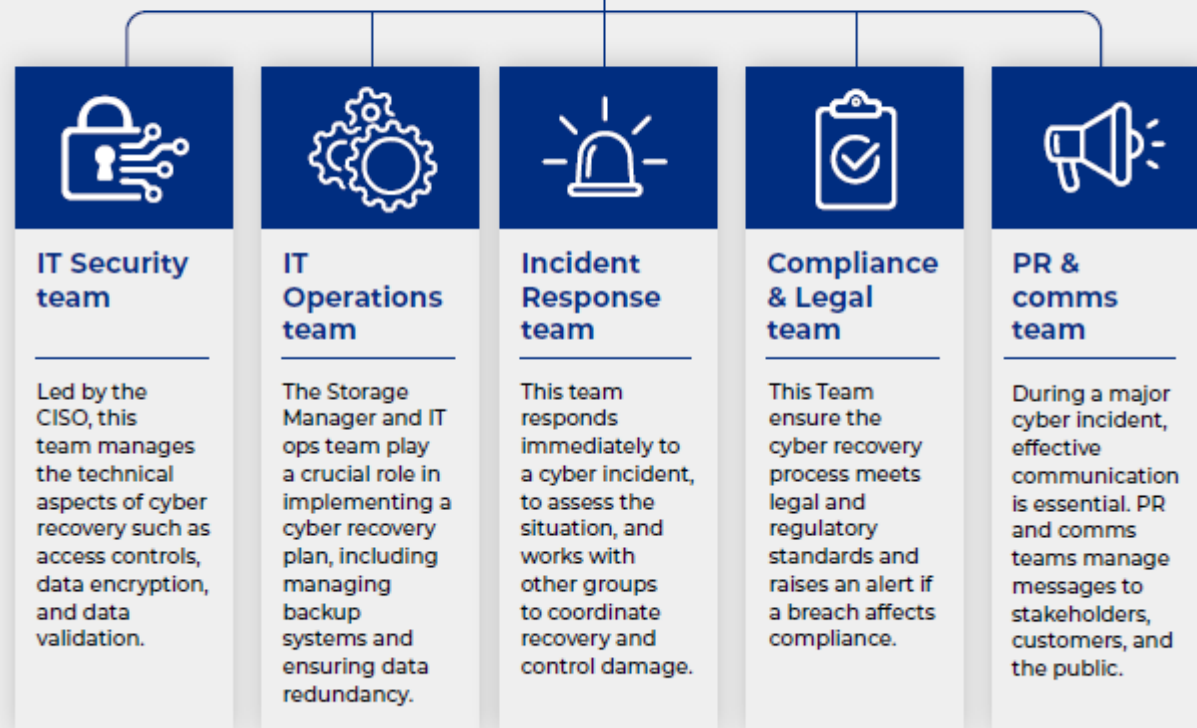 IT Security
team
Led by the
CISO, this
team manages
the technical
aspects of cyber
recovery such as
access controls,
data encryption,
and data
validation.
IT
Operations
team
The Storage
Manager and IT
ops team play
a crucial role in
implementing a
cyber recovery
plan, including
managing
backup
systems and
ensuring data
redundancy.
Incident
Response
team
This team
responds
immediately to
a cyber incident,
to assess the
situation, and
works with
other groups
to coordinate
recovery and
control damage.
Compliance
& Legal
team
This Team
ensure the
cyber recovery
process meets
legal and
regulatory
standards and
raises an alert if
a breach affects
compliance.
PR &
comms
team
During a major
cyber incident,
effective
communication
is essential. PR
and comms
teams manage
messages to
stakeholders,
customers, and
the public.